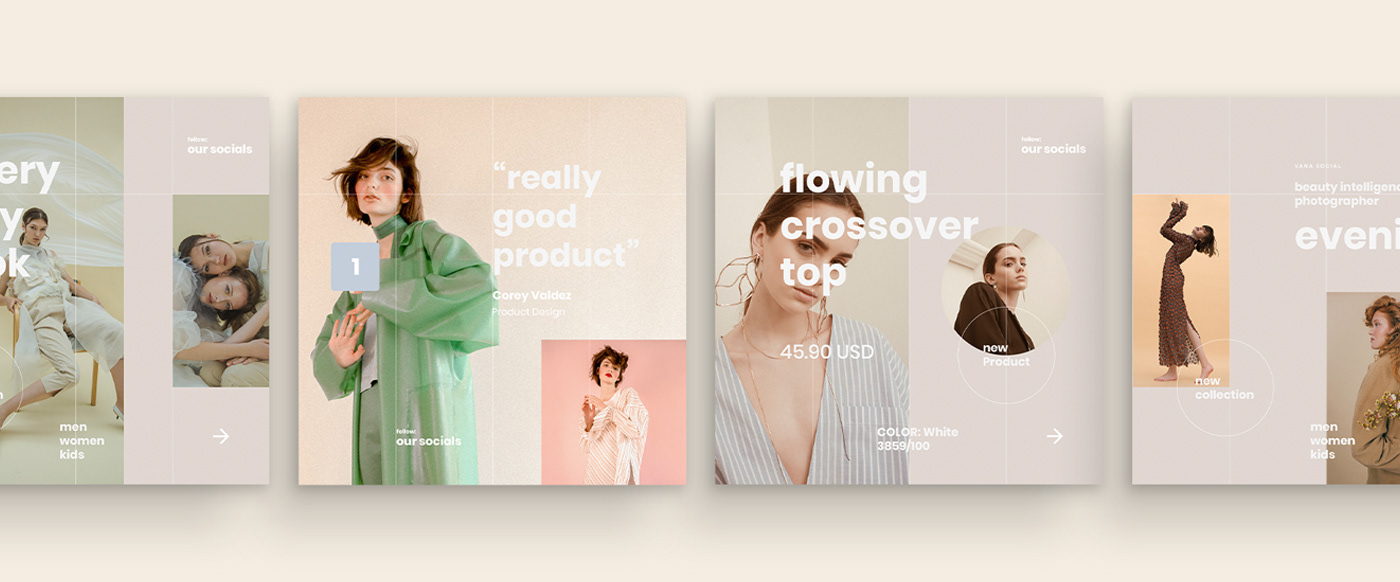 ery
y
ok
follow:
our socials
men
women
kids
1
“really
good
product”
Corey Valdez
Product Design
follow:
our socials
flowing
crossover
top
45.90 USD
follow:
our socials
new
Product
COLOR: White
3859/100
VANA SOCIAL
beauty intelligenc
photographer
eveni
new
collection
men
women
kids